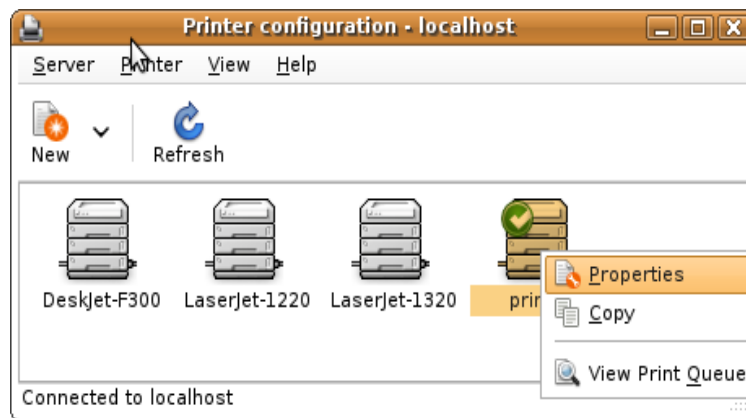 Printer configuration - localhost
Server Printer View Help
New Refresh
DeskJet-F300 LaserJet-1220 LaserJet-1320
Properties
Copy
View Print Queue
Connected to localhost